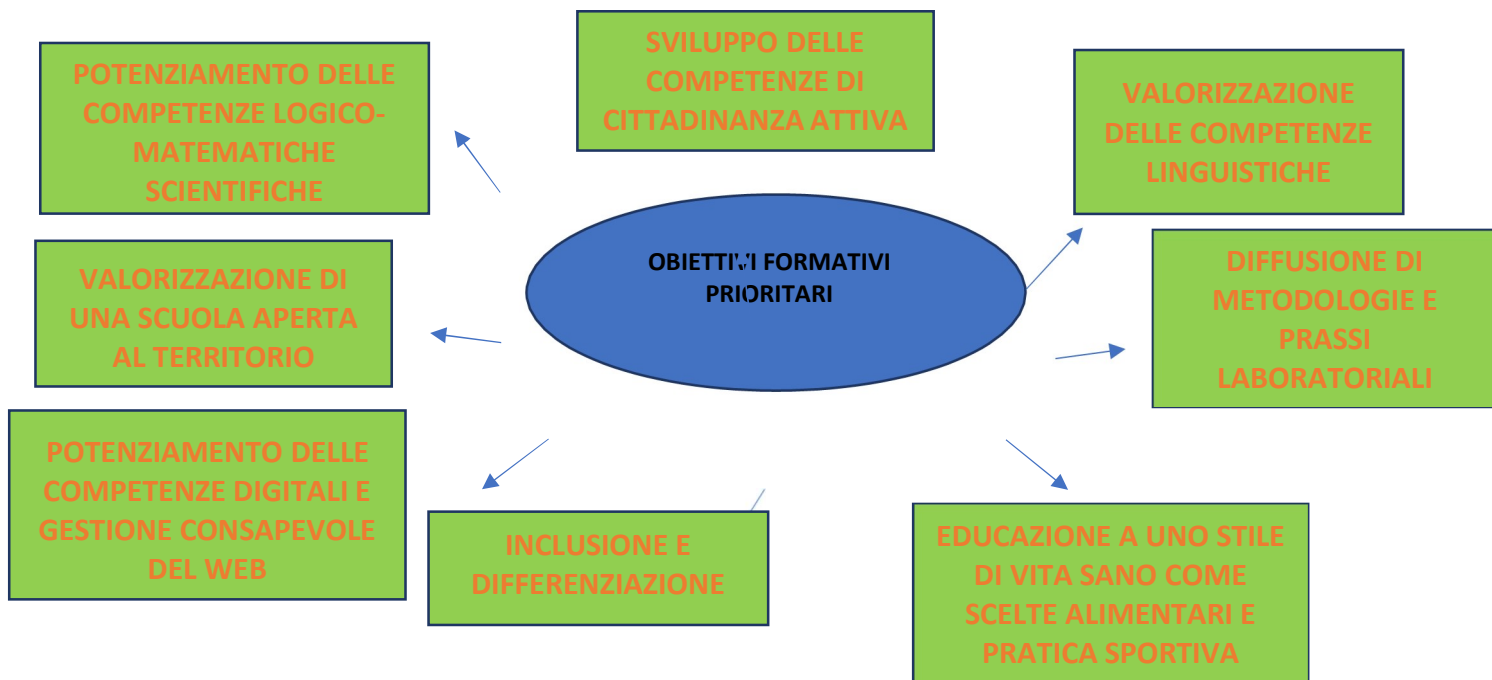 SVILUPPO DELLE
COMPETENZE DI
CITTADINANZA ATTIVA
POTENZIAMENTO DELLE
COMPETENZE LOGICO-
MATEMATICHE
SCIENTIFICHE
VALORIZZAZIONE
DELLE COMPETENZE
LINGUISTICHE
OBIETTIVI FORMATIVI
PRIORITARI
VALORIZZAZIONE DI
UNA SCUOLA APERTA
AL TERRITORIO
DIFFUSIONE DI
METODOLOGIE E
PRASSI
LABORATORIALI
POTENZIAMENTO DELLE
COMPETENZE DIGITALI E
GESTIONE CONSAPEVOLE
DEL WEB
INCLUSIONE E
DIFFERENZIAZIONE
EDUCAZIONE A UNO STILE
DI VITA SANO COME
SCELTE ALIMENTARI E
PRATICA SPORTIVA